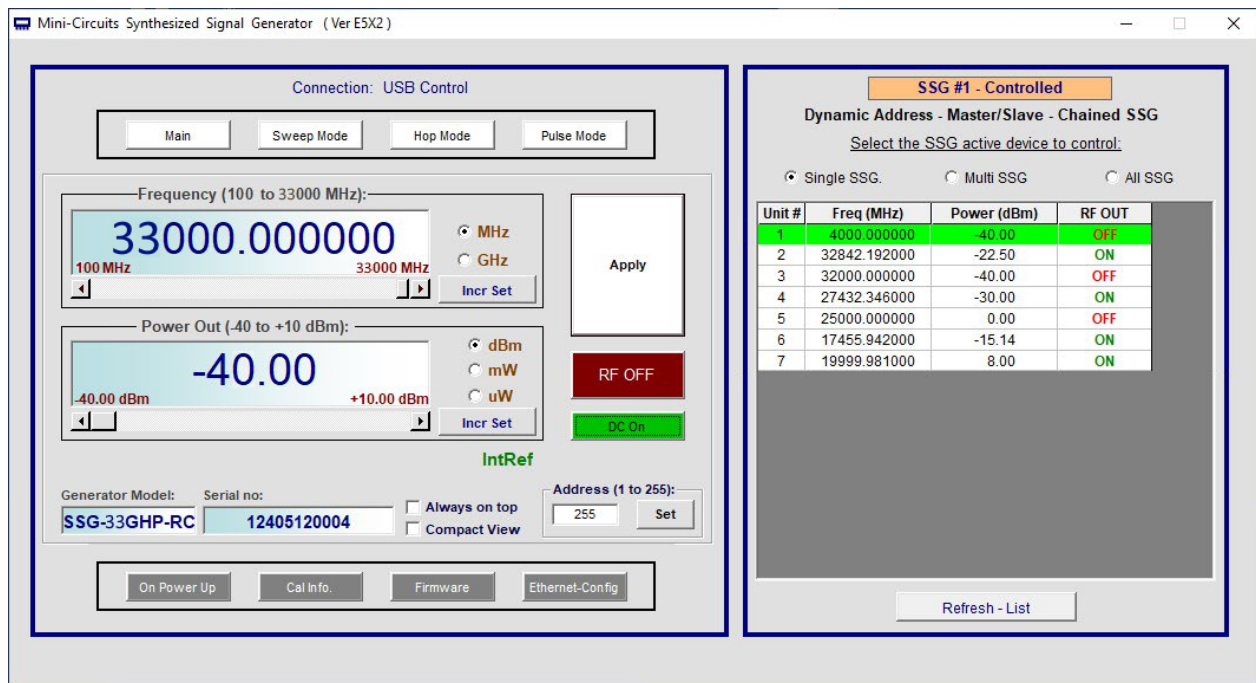 Mini-Circuits Synthesized Signal Generator ( Ver E5X2 )
Connection: USB Control
Main Sweep Mode Hop Mode Pulse Mode
Frequency (100 to 33000 MHz):
33000.000000
100 MHz 33000 MHz
MHz
GHz
Incr Set
Apply
Power Out (-40 to +10 dBm):
-40.00
-40.00 dBm +10.00 dBm
dBm
mW
uW
Incr Set
RF OFF
DC On
IntRef
Generator Model: Serial no:
SSG-33GHP-RC 12405120004
Always on top
Compact View
Address (1 to 255):
255 Set
On Power Up Cal Info. Firmware Ethernet-Config
SSG #1 - Controlled
Dynamic Address - Master/Slave - Chained SSG
Select the SSG active device to control:
Single SSG. Multi SSG All SSG
Unit # Freq (MHz) Power (dBm) RF OUT
1 4000.000000 -40.00 OFF
2 32842.192000 -22.50 ON
3 32000.000000 -40.00 OFF
4 27432.346000 -30.00 ON
5 25000.000000 0.00 OFF
6 17455.942000 -15.14 ON
7 19999.981000 8.00 ON
Refresh - List